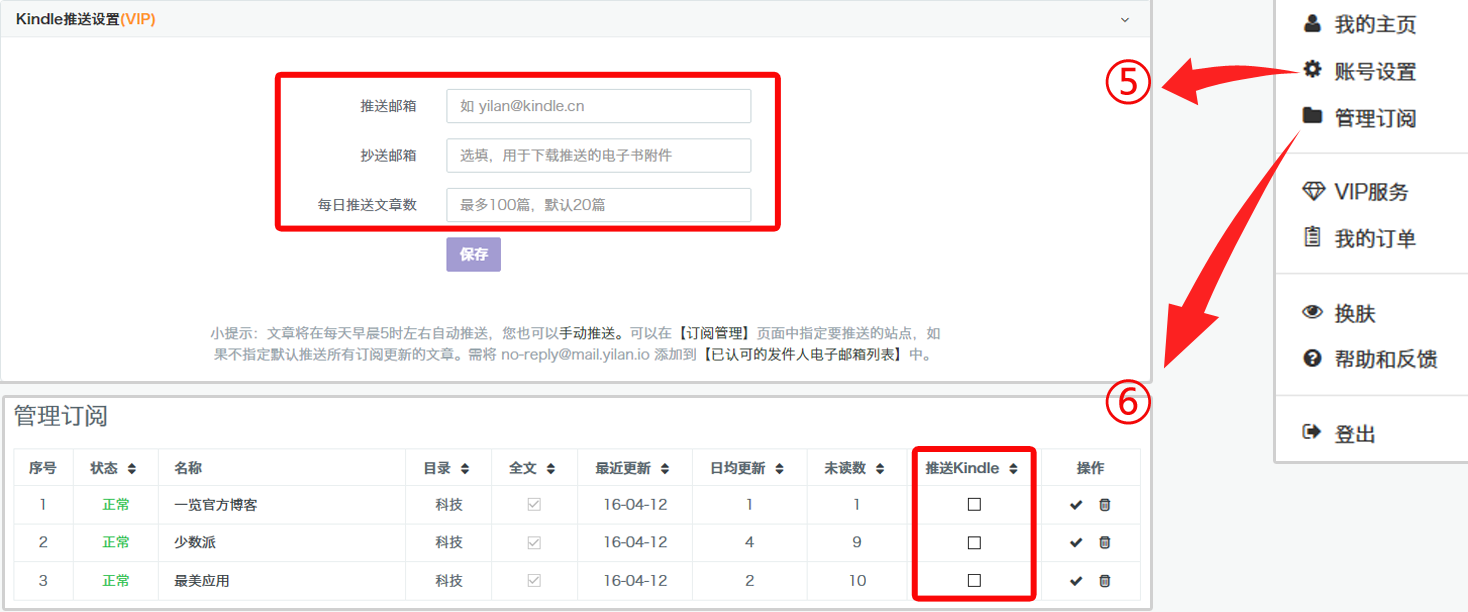 Kindle推送设置(VIP)
推送邮箱 如 yilan@kindle.cn
抄送邮箱 选填，用于下载推送的电子书附件
每日推送文章数 最多100篇，默认20篇
保存
小提示：文章将在每天早晨5时左右自动推送，您也可以手动推送。可以在【订阅管理】页面中指定要推送的站点，如
果不指定默认推送所有订阅更新的文章。需将 no-reply@mail.yilan.io 添加到【已认可的发件人电子邮箱列表】中。
⑤
我的主页
账号设置
管理订阅
VIP服务
我的订单
换肤
帮助和反馈
登出
⑥
管理订阅
序号 状态 名称 目录 全文 最近更新 日均更新 未读数 推送Kindle 操作
1 正常 一览官方博客 科技 16-04-12 1 1
2 正常 少数派 科技 16-04-12 4 9
3 正常 最美应用 科技 16-04-12 2 10